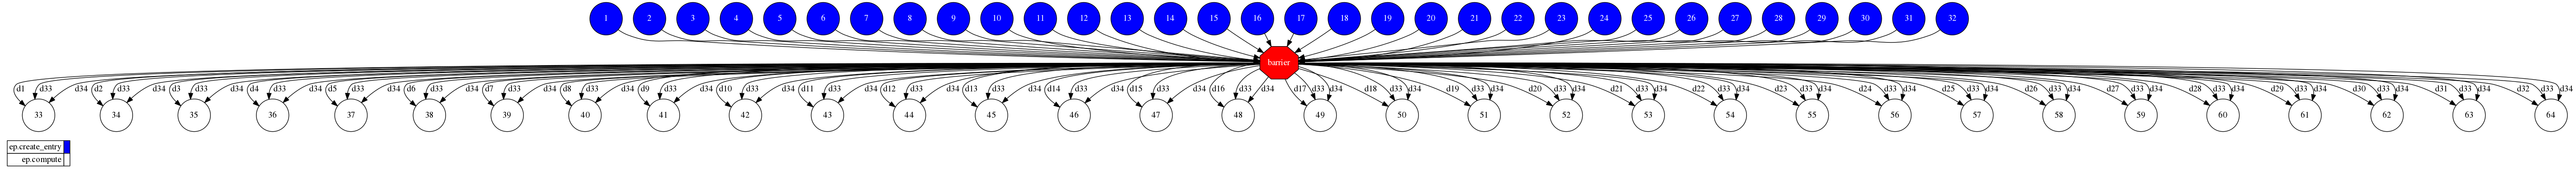 1 2 3 4 5 6 7 8 9 10 11 12 13 14 15 16 17 18 19 20 21 22 23 24 25 26 27 28 29 30 31 32
barrier
d1 d33 d34 d2 d33 d34 d3 d33 d34 d4 d33 d34 d5 d33 d34 d6 d33 d34 d7 d33 d34 d8 d33 d34 d9 d33 d34 d10 d33 d34 d11 d33 d34 d12 d33 d34 d13 d33 d34 d14 d33 d34 d15 d33 d34 d16 d33 d34 d17 d33 d34 d18 d33 d34 d19 d33 d34 d20 d33 d34 d21 d33 d34 d22 d33 d34 d23 d33 d34 d24 d33 d34 d25 d33 d34 d26 d33 d34 d27 d33 d34 d28 d33 d34 d29 d33 d34 d30 d33 d34 d31 d33 d34 d32 d33 d34
33 34 35 36 37 38 39 40 41 42 43 44 45 46 47 48 49 50 51 52 53 54 55 56 57 58 59 60 61 62 63 64
ep.create_entry
ep.compute